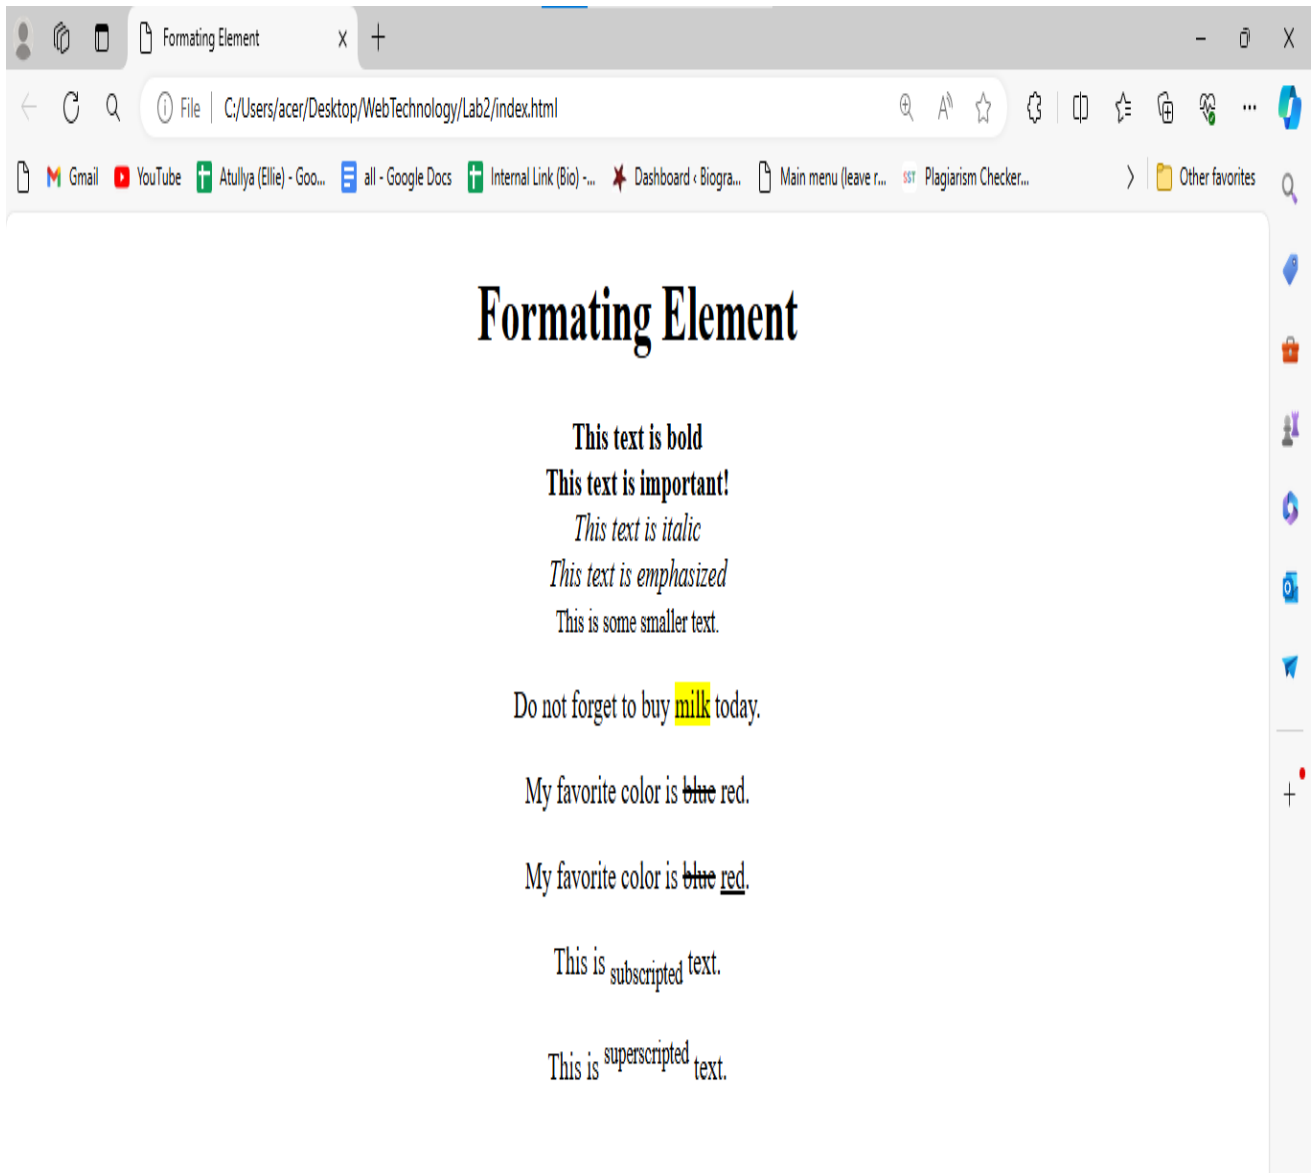 Formating Element
File C:/Users/acer/Desktop/WebTechnology/Lab2/index.html
Gmail YouTube Atullya (Ellie) - Goo... all - Google Docs Internal Link (Bio) -... Dashboard ‹ Biogra... Main menu (leave r... SST Plagiarism Checker... Other favorites
Formating Element
This text is bold
This text is important!
This text is italic
This text is emphasized
This is some smaller text.
Do not forget to buy milk today.
My favorite color is blue red.
My favorite color is blue red.
This is subscripted text.
This is superscripted text.